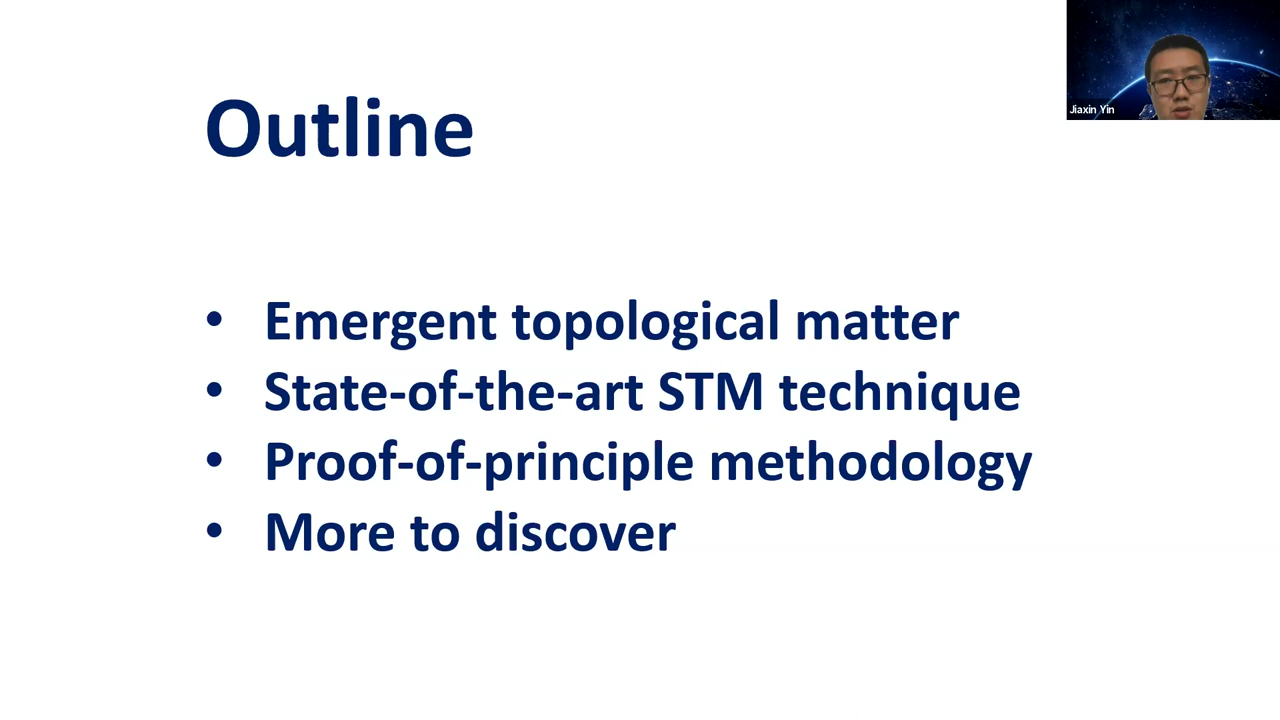 Outline
Jiaxin Yin
• Emergent topological matter
• State-of-the-art STM technique
• Proof-of-principle methodology
• More to discover